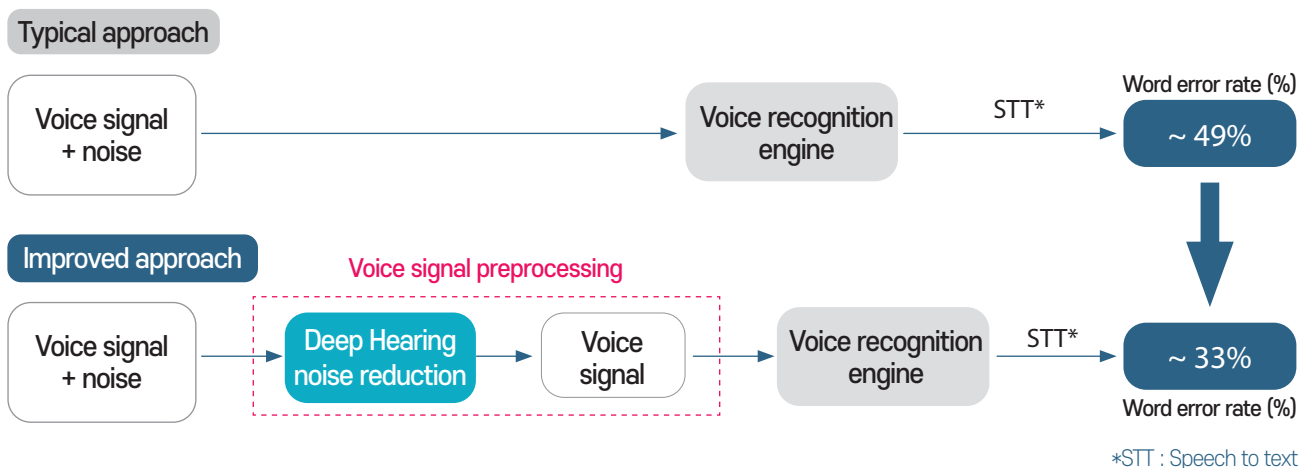 Typical approach
Voice signal
+ noise
Voice recognition
engine
STT*
Word error rate (%)
~ 49%
Improved approach
Voice signal preprocessing
Voice signal
+ noise
Deep Hearing
noise reduction
Voice
signal
Voice recognition
engine
STT*
~ 33%
Word error rate (%)
*STT : Speech to text